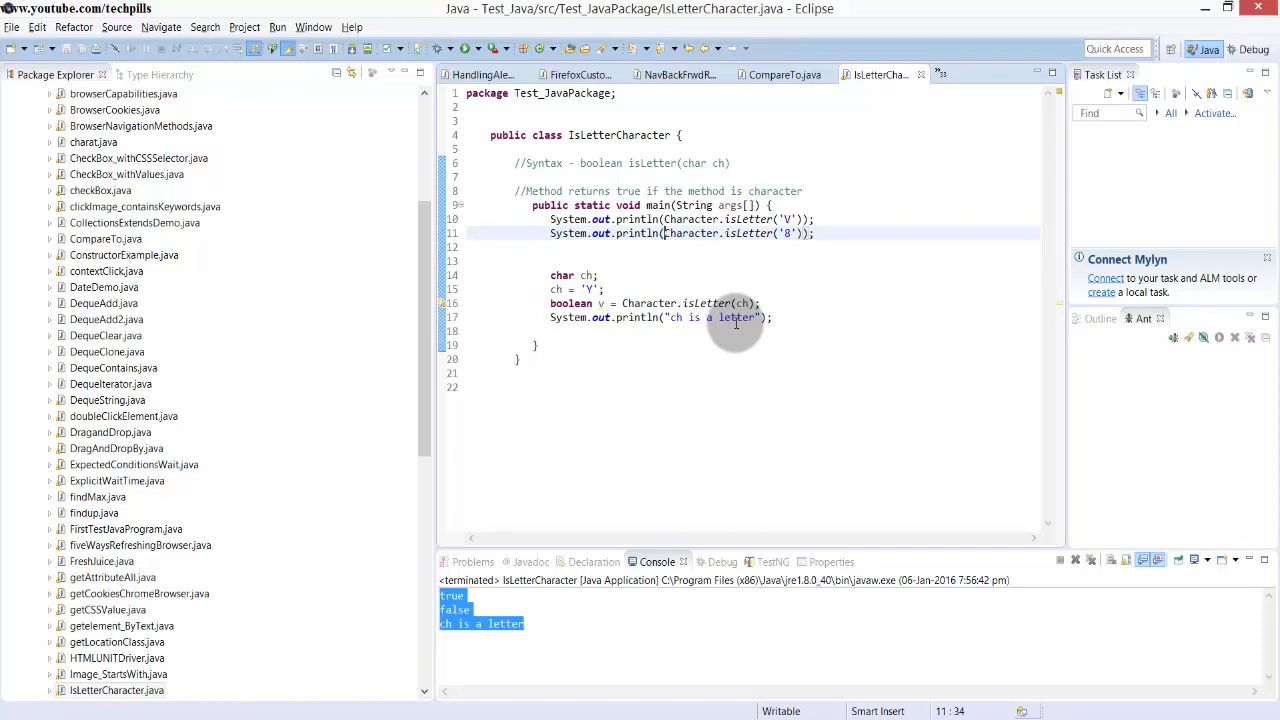 www.youtube.com/techpills
Java - Test_Java/src/Test_JavaPackage/IsLetterCharacter.java - Eclipse
File Edit Refactor Source Navigate Search Project Run Window Help
Quick Access
Java
Debug
Package Explorer
Type Hierarchy
browserCapabilities.java
BrowserCookies.java
BrowserNavigationMethods.java
charat.java
CheckBox_withCSSSelector.java
CheckBox_withValues.java
checkBox.java
clickImage_containsKeywords.java
CollectionsExtendsDemo.java
CompareTo.java
ConstructorExample.java
contextClick.java
DateDemo.java
DequeAdd.java
DequeAdd2.java
DequeClear.java
DequeClone.java
DequeContains.java
DequeIterator.java
DequeString.java
doubleClickElement.java
DragandDrop.java
DragAndDropBy.java
ExpectedConditionsWait.java
ExplicitWaitTime.java
findMax.java
findup.java
FirstTestJavaProgram.java
fiveWaysRefreshingBrowser.java
FreshJuice.java
getAttributeAll.java
getCookiesChromeBrowser.java
getCSSValue.java
getelement_ByText.java
getLocationClass.java
HTMLUNITDriver.java
Image_StartsWith.java
IsLetterCharacter.java
HandlingAle...
FirefoxCusto...
NavBackFrwdR...
CompareTo.java
IsLetterCha...
»33
1 package Test_JavaPackage;
2
3
4 public class IsLetterCharacter {
5
6 //Syntax - boolean isLetter(char ch)
7
8 //Method returns true if the method is character
9 public static void main(String args[]) {
10 System.out.println(Character.isLetter('V'));
11 System.out.println(Character.isLetter('8'));
12
13
14 char ch;
15 ch = 'Y';
16 boolean v = Character.isLetter(ch);
17 System.out.println("ch is a letter");
18
19 }
20 }
21
22
Task List
Find
All
Activate...
Connect Mylyn
Connect to your task and ALM tools or
create a local task.
Outline
Ant
Problems
Javadoc
Declaration
Console
Debug
TestNG
Properties
<terminated> IsLetterCharacter [Java Application] C:\Program Files (x86)\Java\jre1.8.0_40\bin\javaw.exe (06-Jan-2016 7:56:42 pm)
true
false
ch is a letter
Writable
Smart Insert
11 : 34